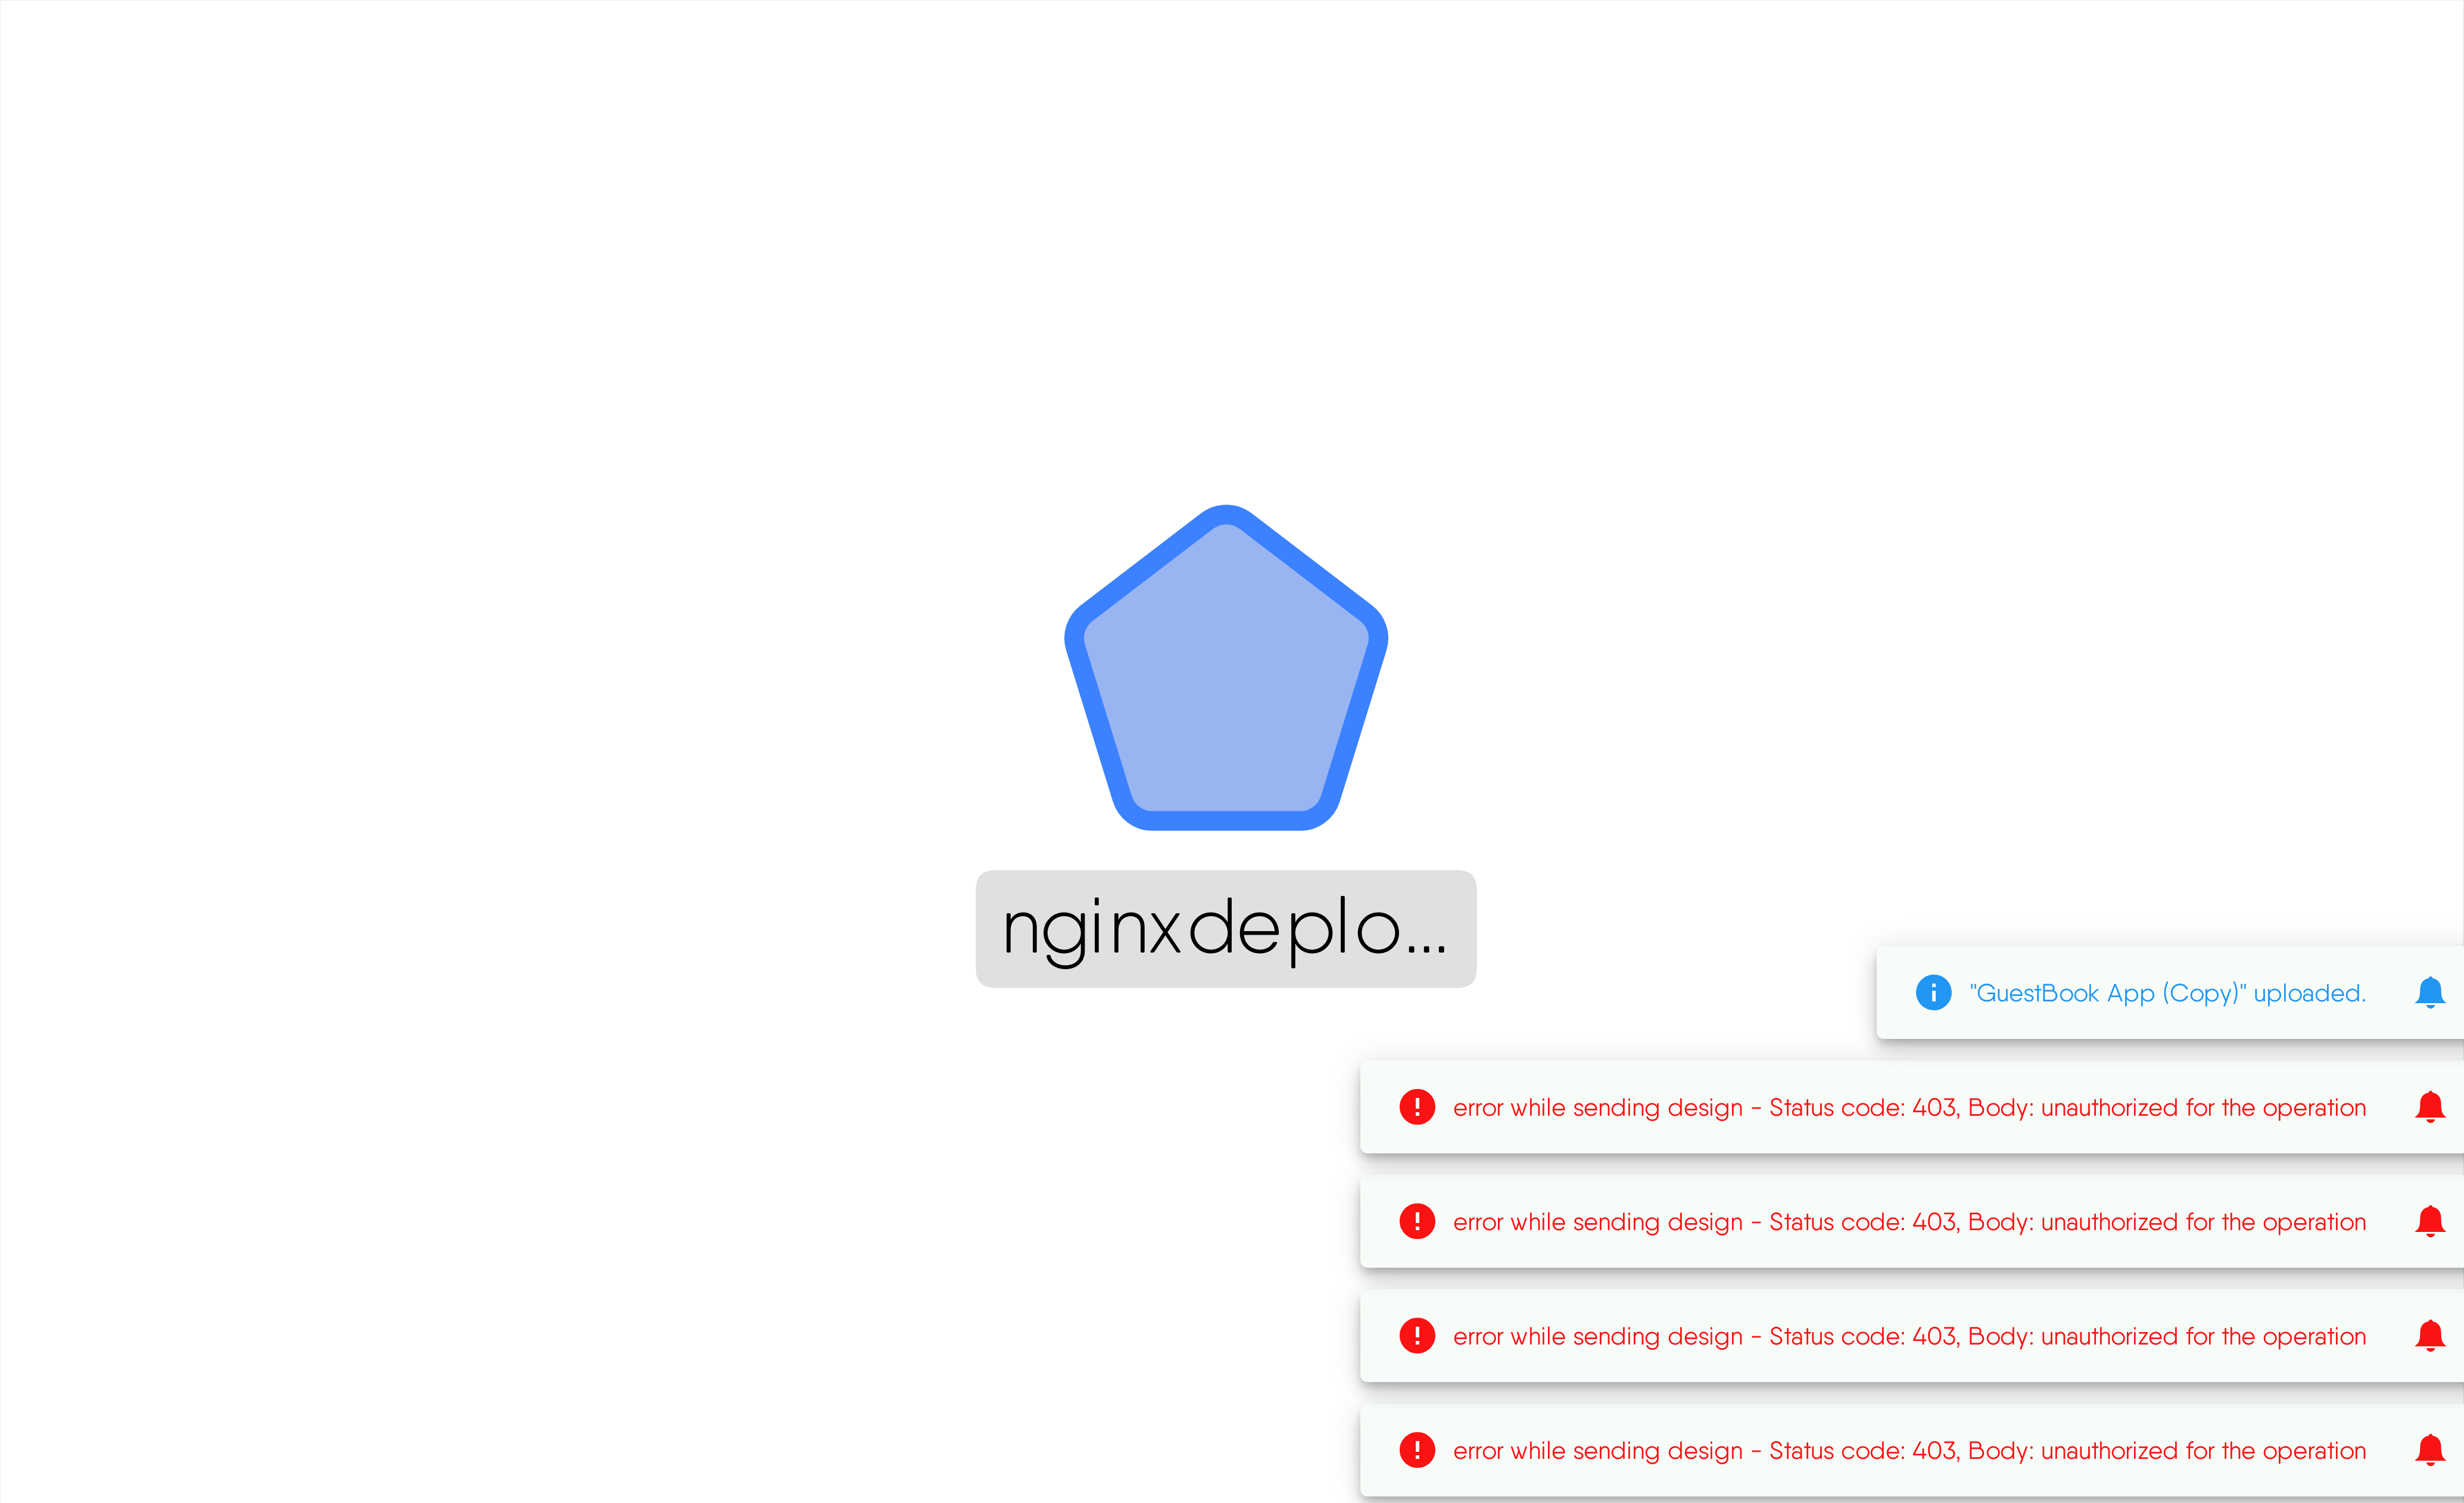 nginxdeplo...
"GuestBook App (Copy)" uploaded.
error while sending design - Status code: 403, Body: unauthorized for the operation
error while sending design - Status code: 403, Body: unauthorized for the operation
error while sending design - Status code: 403, Body: unauthorized for the operation
error while sending design - Status code: 403, Body: unauthorized for the operation